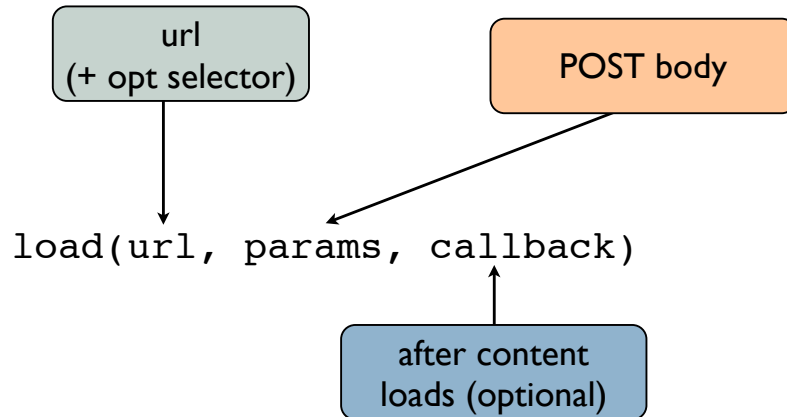 url
(+ opt selector)
POST body
load(url, params, callback)
after content
loads (optional)